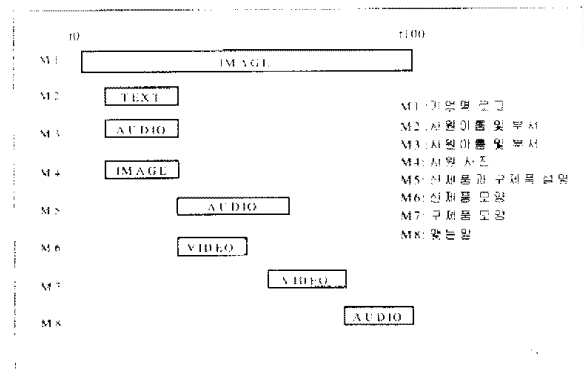 t0 t100
M1 IMAGE
M2 TEXT
M3 AUDIO
M4 IMAGE
M5 AUDIO
M6 VIDEO
M7 VIDEO
M8 AUDIO
M1:기업명 로고
M2:사원이름 및 부서
M3:사원이름 및 부서
M4:사원 사진
M5:신제품과 구제품 설명
M6:신제품 모양
M7:구제품 모양
M8:맺는말